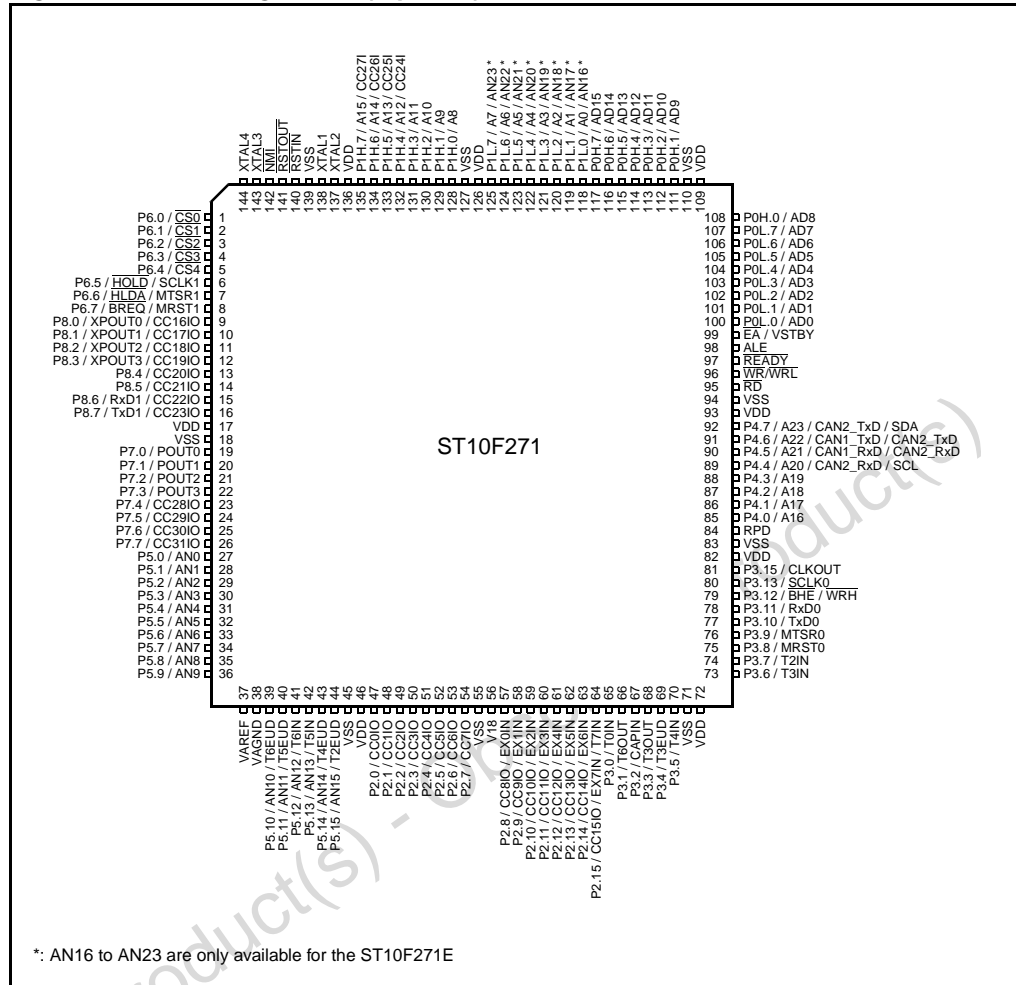 XTAL4
XTAL3
NMI
RSTOUT
RSTIN
VSS
XTAL1
XTAL2
VDD
P1H.7 / A15 / CC27I
P1H.6 / A14 / CC26I
P1H.5 / A13 / CC25I
P1H.4 / A12 / CC24I
P1H.3 / A11
P1H.2 / A10
P1H.1 / A9
P1H.0 / A8
VSS
VDD
P1L.7 / A7 / AN23 *
P1L.6 / A6 / AN22 *
P1L.5 / A5 / AN21 *
P1L.4 / A4 / AN20 *
P1L.3 / A3 / AN19 *
P1L.2 / A2 / AN18 *
P1L.1 / A1 / AN17 *
P1L.0 / A0 / AN16 *
P0H.7 / AD15
P0H.6 / AD14
P0H.5 / AD13
P0H.4 / AD12
P0H.3 / AD11
P0H.2 / AD10
P0H.1 / AD9
VSS
VDD
144 143 142 141 140 139 138 137 136 135 134 133 132 131 130 129 128 127 126 125 124 123 122 121 120 119 118 117 116 115 114 113 112 111 110 109
P6.0 / CS0 1
P6.1 / CS1 2
P6.2 / CS2 3
P6.3 / CS3 4
P6.4 / CS4 5
P6.5 / HOLD / SCLK1 6
P6.6 / HLDA / MTSR1 7
P6.7 / BREQ / MRST1 8
P8.0 / XPOUT0 / CC16IO 9
P8.1 / XPOUT1 / CC17IO 10
P8.2 / XPOUT2 / CC18IO 11
P8.3 / XPOUT3 / CC19IO 12
P8.4 / CC20IO 13
P8.5 / CC21IO 14
P8.6 / RxD1 / CC22IO 15
P8.7 / TxD1 / CC23IO 16
VDD 17
VSS 18
P7.0 / POUT0 19
P7.1 / POUT1 20
P7.2 / POUT2 21
P7.3 / POUT3 22
P7.4 / CC28IO 23
P7.5 / CC29IO 24
P7.6 / CC30IO 25
P7.7 / CC31IO 26
P5.0 / AN0 27
P5.1 / AN1 28
P5.2 / AN2 29
P5.3 / AN3 30
P5.4 / AN4 31
P5.5 / AN5 32
P5.6 / AN6 33
P5.7 / AN7 34
P5.8 / AN8 35
P5.9 / AN9 36
ST10F271
108 P0H.0 / AD8
107 P0L.7 / AD7
106 P0L.6 / AD6
105 P0L.5 / AD5
104 P0L.4 / AD4
103 P0L.3 / AD3
102 P0L.2 / AD2
101 P0L.1 / AD1
100 P0L.0 / AD0
99 EA / VSTBY
98 ALE
97 READY
96 WR/WRL
95 RD
94 VSS
93 VDD
92 P4.7 / A23 / CAN2_TxD / SDA
91 P4.6 / A22 / CAN1_TxD / CAN2_TxD
90 P4.5 / A21 / CAN1_RxD / CAN2_RxD
89 P4.4 / A20 / CAN2_RxD / SCL
88 P4.3 / A19
87 P4.2 / A18
86 P4.1 / A17
85 P4.0 / A16
84 RPD
83 VSS
82 VDD
81 P3.15 / CLKOUT
80 P3.13 / SCLK0
79 P3.12 / BHE / WRH
78 P3.11 / RxD0
77 P3.10 / TxD0
76 P3.9 / MTSR0
75 P3.8 / MRST0
74 P3.7 / T2IN
73 P3.6 / T3IN
37 38 39 40 41 42 43 44 45 46 47 48 49 50 51 52 53 54 55 56 57 58 59 60 61 62 63 64 65 66 67 68 69 70 71 72
VAREF
VAGND
P5.10 / AN10 / T6EUD
P5.11 / AN11 / T5EUD
P5.12 / AN12 / T6IN
P5.13 / AN13 / T5IN
P5.14 / AN14 / T4EUD
P5.15 / AN15 / T2EUD
VSS
VDD
P2.0 / CC0IO
P2.1 / CC1IO
P2.2 / CC2IO
P2.3 / CC3IO
P2.4 / CC4IO
P2.5 / CC5IO
P2.6 / CC6IO
P2.7 / CC7IO
VSS
V18
P2.8 / CC8IO / EX0IN
P2.9 / CC9IO / EX1IN
P2.10 / CC10IO / EX2IN
P2.11 / CC11IO / EX3IN
P2.12 / CC12IO / EX4IN
P2.13 / CC13IO / EX5IN
P2.14 / CC14IO / EX6IN
P2.15 / CC15IO / EX7IN / T7IN
P3.0 / T0IN
P3.1 / T6OUT
P3.2 / CAPIN
P3.3 / T3OUT
P3.4 / T3EUD
P3.5 / T4IN
VSS
VDD
*: AN16 to AN23 are only available for the ST10F271E